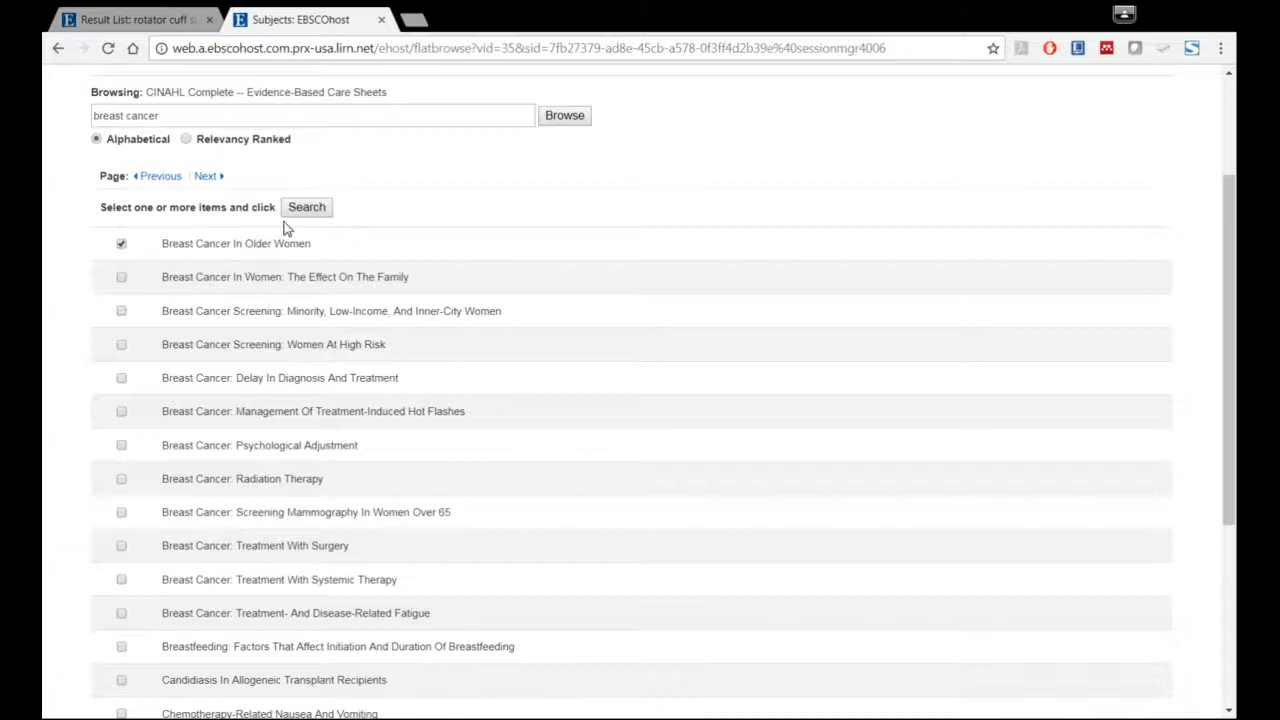 Result List: rotator cuff s
Subjects: EBSCOhost
web.a.ebscohost.com.prx-usa.lirn.net/ehost/flatbrowse?vid=35&sid=7fb27379-ad8e-45cb-a578-0f3ff4d2b39e%40sessionmgr4006
Browsing: CINAHL Complete -- Evidence-Based Care Sheets
breast cancer Browse
Alphabetical Relevancy Ranked
Page: Previous | Next
Select one or more items and click Search
Breast Cancer In Older Women
Breast Cancer In Women: The Effect On The Family
Breast Cancer Screening: Minority, Low-Income, And Inner-City Women
Breast Cancer Screening: Women At High Risk
Breast Cancer: Delay In Diagnosis And Treatment
Breast Cancer: Management Of Treatment-Induced Hot Flashes
Breast Cancer: Psychological Adjustment
Breast Cancer: Radiation Therapy
Breast Cancer: Screening Mammography In Women Over 65
Breast Cancer: Treatment With Surgery
Breast Cancer: Treatment With Systemic Therapy
Breast Cancer: Treatment- And Disease-Related Fatigue
Breastfeeding: Factors That Affect Initiation And Duration Of Breastfeeding
Candidiasis In Allogeneic Transplant Recipients
Chemotherapy-Related Nausea And Vomiting